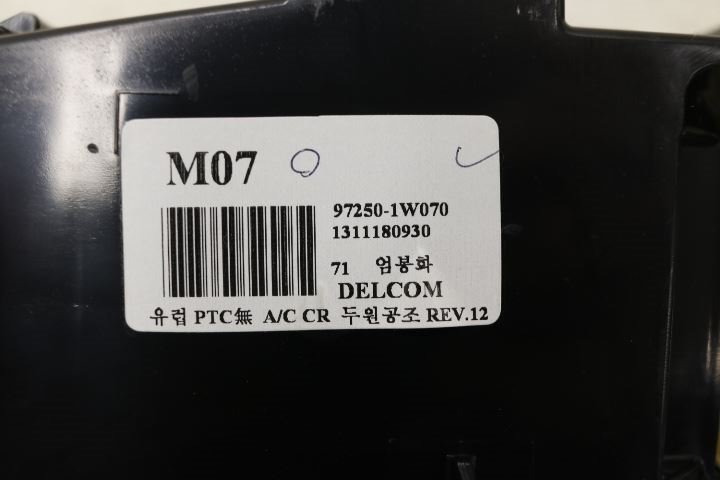 M07
97250-1W070
1311180930
71 엄봉화
DELCOM
유럽 PTC無 A/C CR 두원공조 REV.12